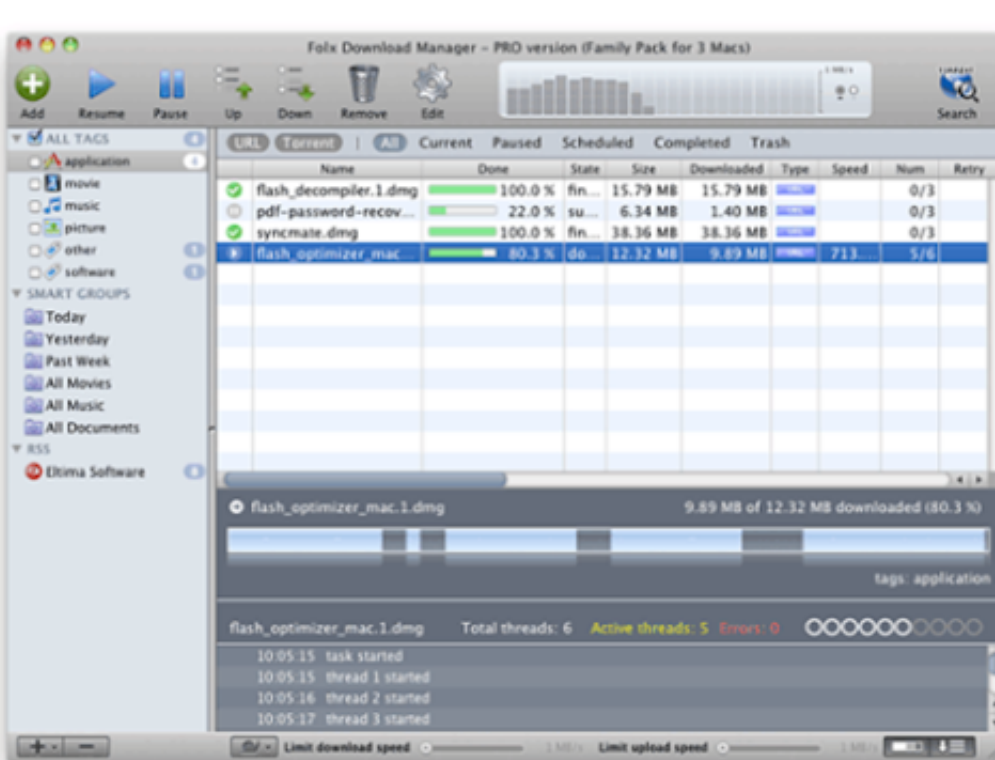 Folx Download Manager – PRO version (Family Pack for 3 Macs)
Add Resume Pause Up Down Remove Edit 1 MB/s Search
ALL TAGS
application
movie
music
picture
other
software
SMART GROUPS
Today
Yesterday
Past Week
All Movies
All Music
All Documents
RSS
Eltima Software
URL Torrent | All Current Paused Scheduled Completed Trash
Name Done State Size Downloaded Type Speed Num Retry
flash_decompiler.1.dmg 100.0 % fin... 15.79 MB 15.79 MB 0/3
pdf-password-recov... 22.0 % su... 6.34 MB 1.40 MB 0/3
syncmate.dmg 100.0 % fin... 38.36 MB 38.36 MB 0/3
flash_optimizer_mac... 80.3 % do... 12.32 MB 9.89 MB 713.... 5/6
flash_optimizer_mac.1.dmg 9.89 MB of 12.32 MB downloaded (80.3 %)
tags: application
flash_optimizer_mac.1.dmg Total threads: 6 Active threads: 5 Errors: 0
10:05:15 task started
10:05:15 thread 1 started
10:05:16 thread 2 started
10:05:17 thread 3 started
Limit download speed 1 MB/s Limit upload speed 1 MB/s